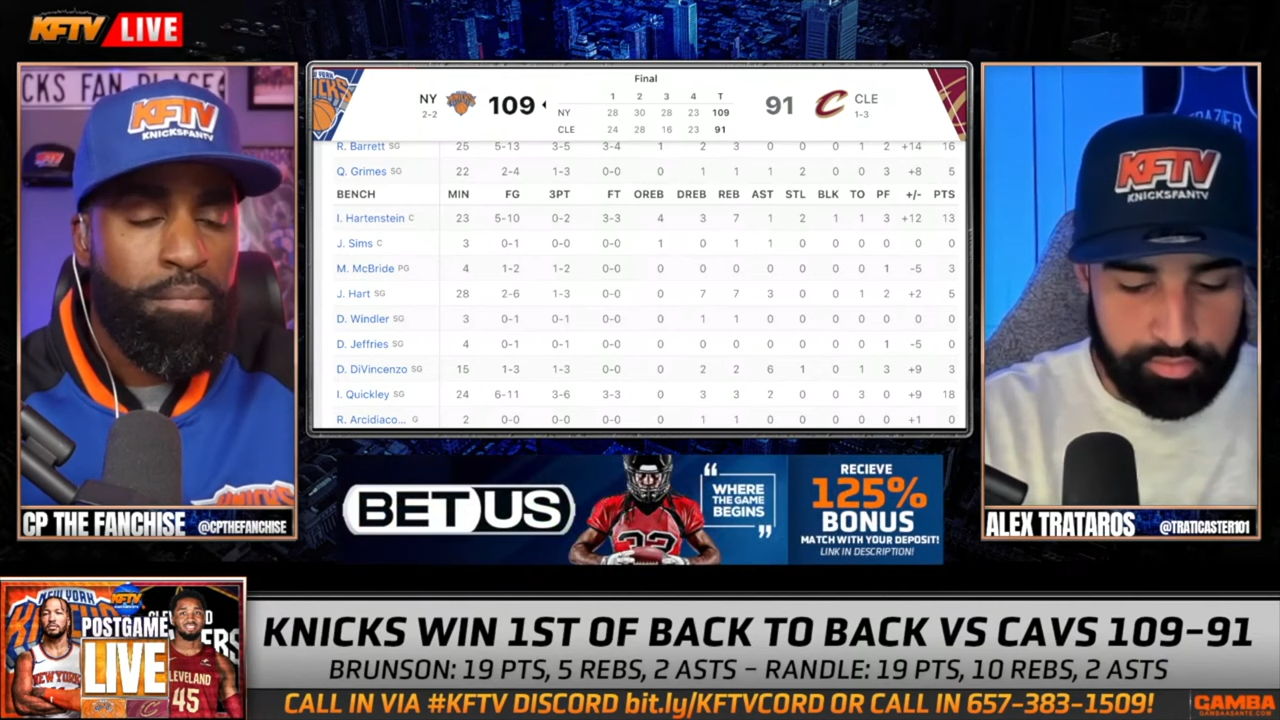 KFTV LIVE
CKS FAN PLACE
KFTV
KNICKSFANTV
Final
1 2 3 4 T
NY 2-2 109 NY 28 30 28 23 109
CLE 24 28 16 23 91
91 CLE 1-3
R. Barrett SG 25 5-13 3-5 3-4 1 2 3 0 0 0 1 2 +14 16
Q. Grimes SG 22 2-4 1-3 0-0 0 1 1 1 2 0 0 3 +8 5
BENCH MIN FG 3PT FT OREB DREB REB AST STL BLK TO PF +/- PTS
I. Hartenstein C 23 5-10 0-2 3-3 4 3 7 1 2 1 1 3 +12 13
J. Sims C 3 0-1 0-0 0-0 1 0 1 1 0 0 0 0 0 0
M. McBride PG 4 1-2 1-2 0-0 0 0 0 0 0 0 0 1 -5 3
J. Hart SG 28 2-6 1-3 0-0 0 7 7 3 0 0 1 2 +2 5
D. Windler SG 3 0-1 0-1 0-0 0 1 1 0 0 0 0 0 0 0
D. Jeffries SG 4 0-1 0-1 0-0 0 0 0 0 0 0 0 1 -5 0
D. DiVincenzo SG 15 1-3 1-3 0-0 0 2 2 6 1 0 1 3 +9 3
I. Quickley SG 24 6-11 3-6 3-3 0 3 3 2 0 0 3 0 +9 18
R. Arcidiaco... G 2 0-0 0-0 0-0 0 1 1 0 0 0 0 0 +1 0
FRAZIER
KFTV
KNICKSFANTV
CP THE FANCHISE @CPTHEFANCHISE
BETUS
"WHERE
THE GAME
BEGINS"
RECIEVE
125%
BONUS
MATCH WITH YOUR DEPOSIT!
LINK IN DESCRIPTION!
ALEX TRATAROS @TRATICASTER101
NEW YORK
KFTV
POSTGAME
LIVE
NEW YORK
CLEVELAND
45
KNICKS WIN 1ST OF BACK TO BACK VS CAVS 109-91
BRUNSON: 19 PTS, 5 REBS, 2 ASTS - RANDLE: 19 PTS, 10 REBS, 2 ASTS
CALL IN VIA #KFTV DISCORD bit.ly/KFTVCORD OR CALL IN 657-383-1509!
GAMBA
GAMBAASANTE.COM